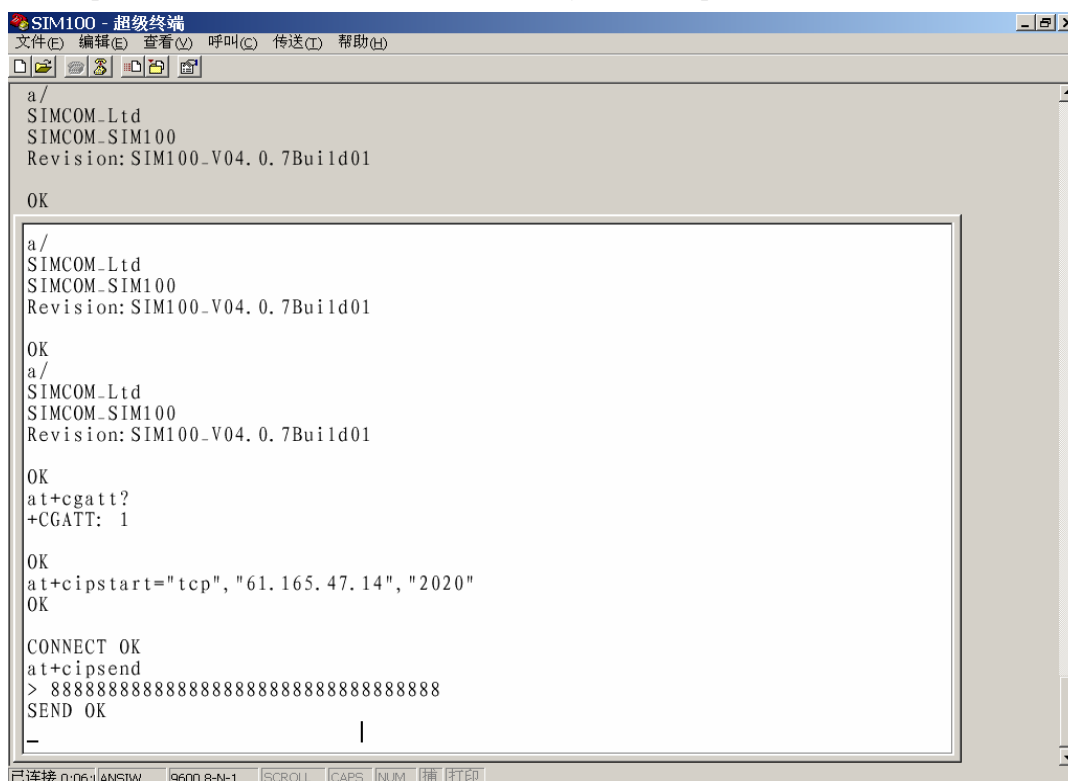 SIM100 - 超级终端
文件(F) 编辑(E) 查看(V) 呼叫(C) 传送(T) 帮助(H)
a/
SIMCOM_Ltd
SIMCOM_SIM100
Revision:SIM100_V04.0.7Build01
OK
a/
SIMCOM_Ltd
SIMCOM_SIM100
Revision:SIM100_V04.0.7Build01
OK
a/
SIMCOM_Ltd
SIMCOM_SIM100
Revision:SIM100_V04.0.7Build01
OK
at+cgatt?
+CGATT: 1
OK
at+cipstart="tcp","61.165.47.14","2020"
OK
CONNECT OK
at+cipsend
> 8888888888888888888888888888888888
SEND OK
已连接 0:06: ANSIW 9600 8-N-1 SCROLL CAPS NUM 捕 打印